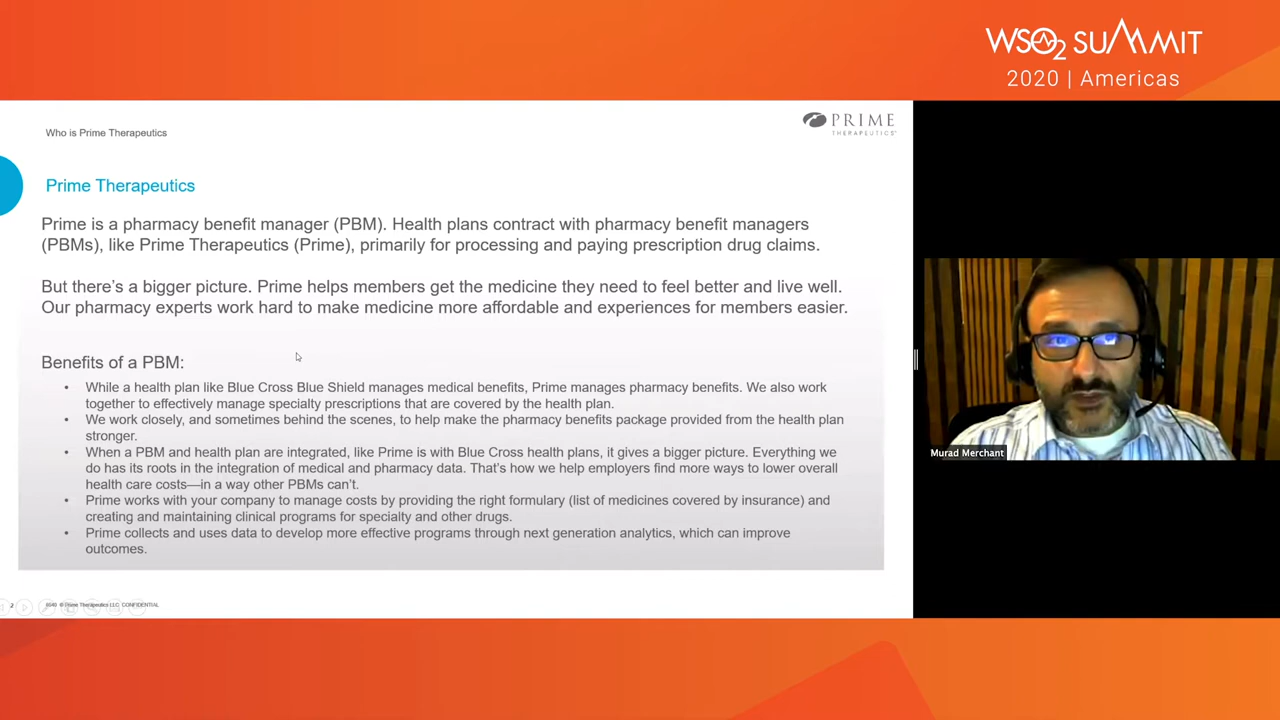 WSO2 SUMMIT
2020 | Americas
Who is Prime Therapeutics
PRIME
THERAPEUTICS
Prime Therapeutics
Prime is a pharmacy benefit manager (PBM). Health plans contract with pharmacy benefit managers
(PBMs), like Prime Therapeutics (Prime), primarily for processing and paying prescription drug claims.
But there's a bigger picture. Prime helps members get the medicine they need to feel better and live well.
Our pharmacy experts work hard to make medicine more affordable and experiences for members easier.
Benefits of a PBM:
• While a health plan like Blue Cross Blue Shield manages medical benefits, Prime manages pharmacy benefits. We also work
together to effectively manage specialty prescriptions that are covered by the health plan.
• We work closely, and sometimes behind the scenes, to help make the pharmacy benefits package provided from the health plan
stronger.
• When a PBM and health plan are integrated, like Prime is with Blue Cross health plans, it gives a bigger picture. Everything we
do has its roots in the integration of medical and pharmacy data. That's how we help employers find more ways to lower overall
health care costs—in a way other PBMs can't.
• Prime works with your company to manage costs by providing the right formulary (list of medicines covered by insurance) and
creating and maintaining clinical programs for specialty and other drugs.
• Prime collects and uses data to develop more effective programs through next generation analytics, which can improve
outcomes.
Murad Merchant
2 © Prime Therapeutics LLC CONFIDENTIAL